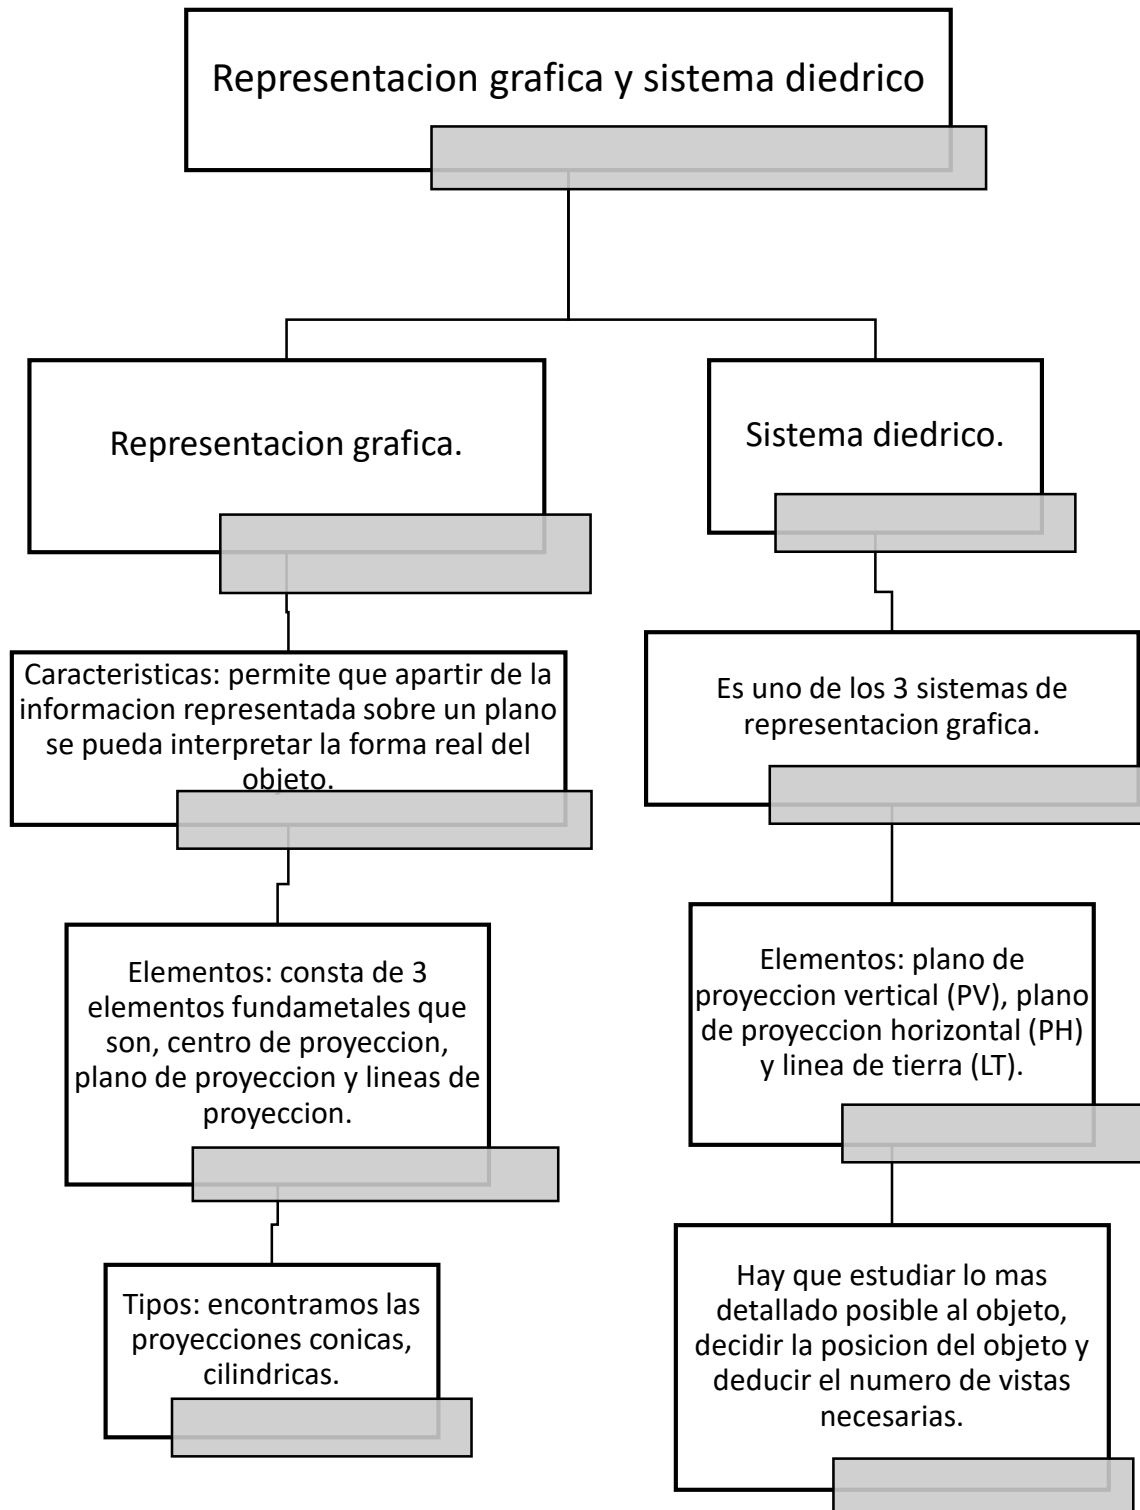 Representacion grafica y sistema diedrico
Representacion grafica.
Sistema diedrico.
Caracteristicas: permite que apartir de la
informacion representada sobre un plano
se pueda interpretar la forma real del
objeto.
Es uno de los 3 sistemas de
representacion grafica.
Elementos: consta de 3
elementos fundametales que
son, centro de proyeccion,
plano de proyeccion y lineas de
proyeccion.
Elementos: plano de
proyeccion vertical (PV), plano
de proyeccion horizontal (PH)
y linea de tierra (LT).
Tipos: encontramos las
proyecciones conicas,
cilindricas.
Hay que estudiar lo mas
detallado posible al objeto,
decidir la posicion del objeto y
deducir el numero de vistas
necesarias.